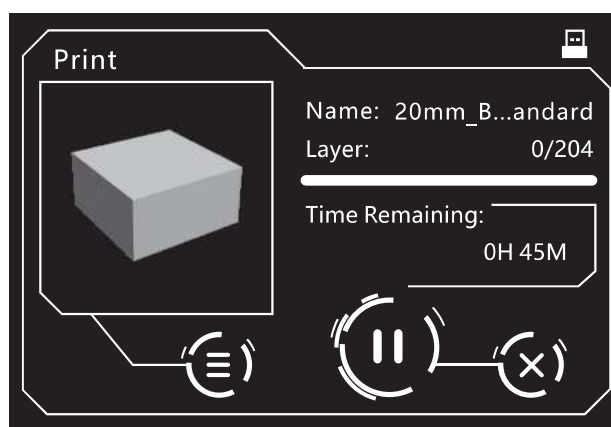 Print
Name: 20mm_B...andard
Layer: 0/204
Time Remaining:
0H 45M